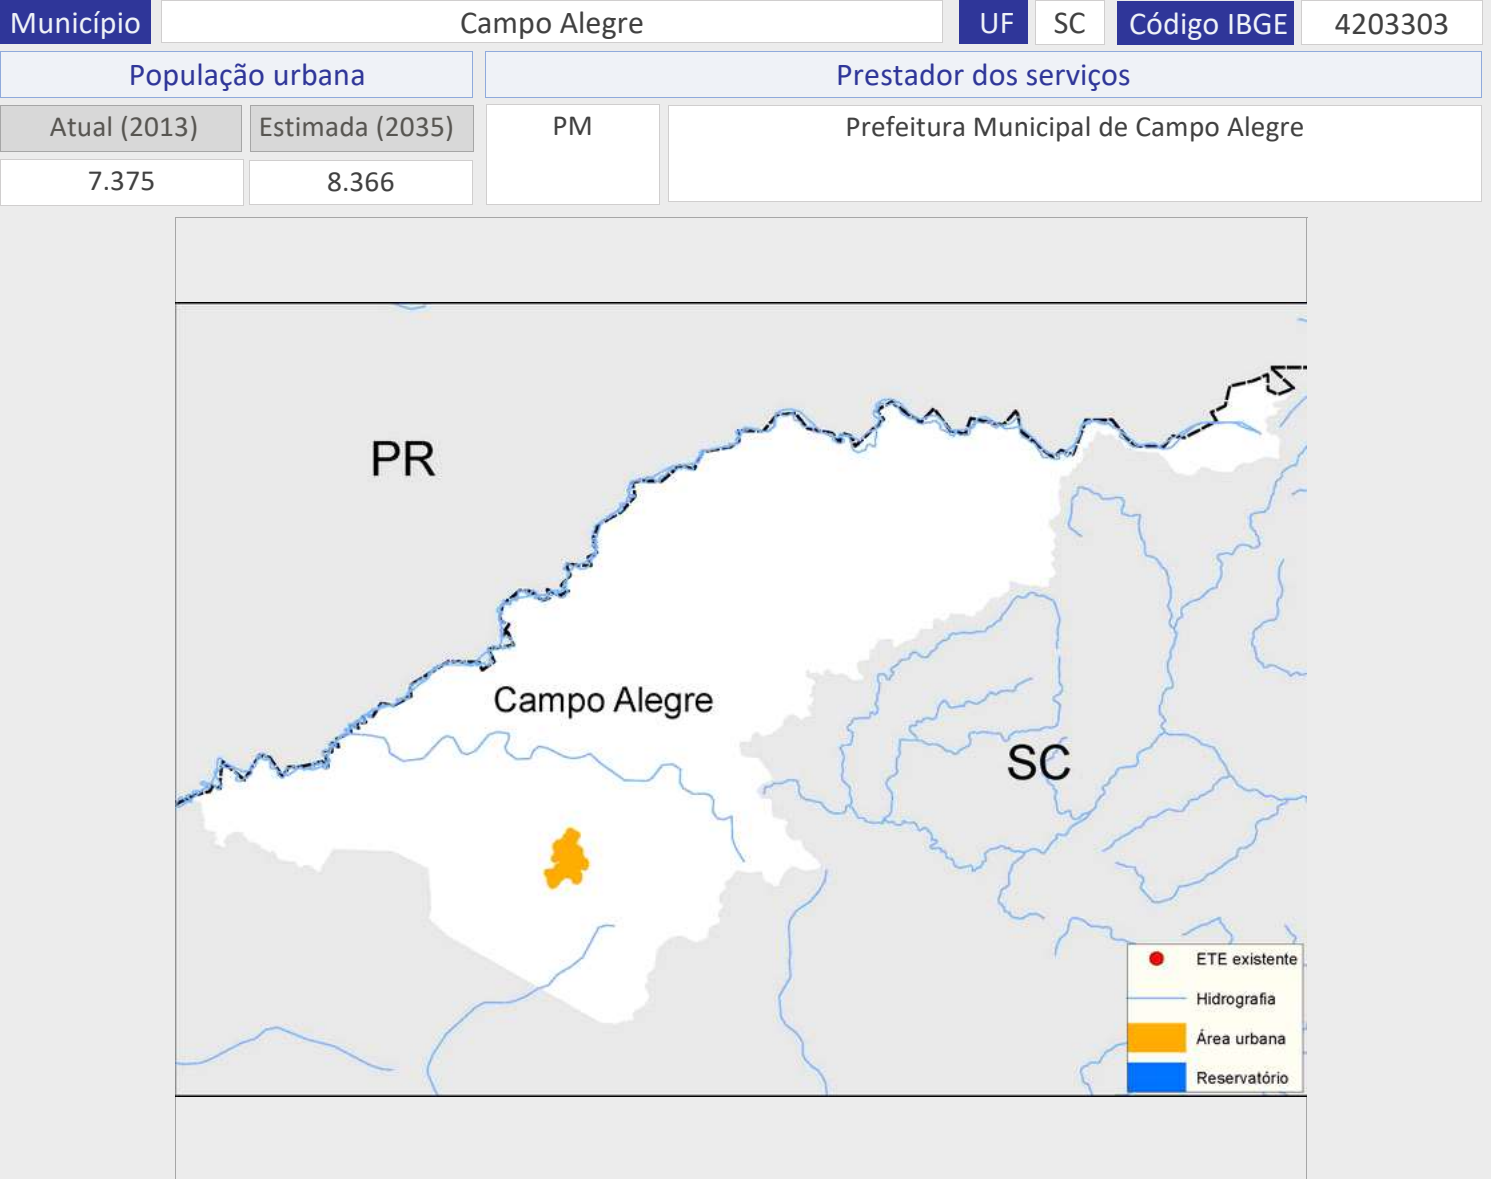 Município Campo Alegre UF SC Código IBGE 4203303
População urbana Prestador dos serviços
Atual (2013) Estimada (2035) PM Prefeitura Municipal de Campo Alegre
7.375 8.366
PR
Campo Alegre
SC
ETE existente
Hidrografia
Área urbana
Reservatório